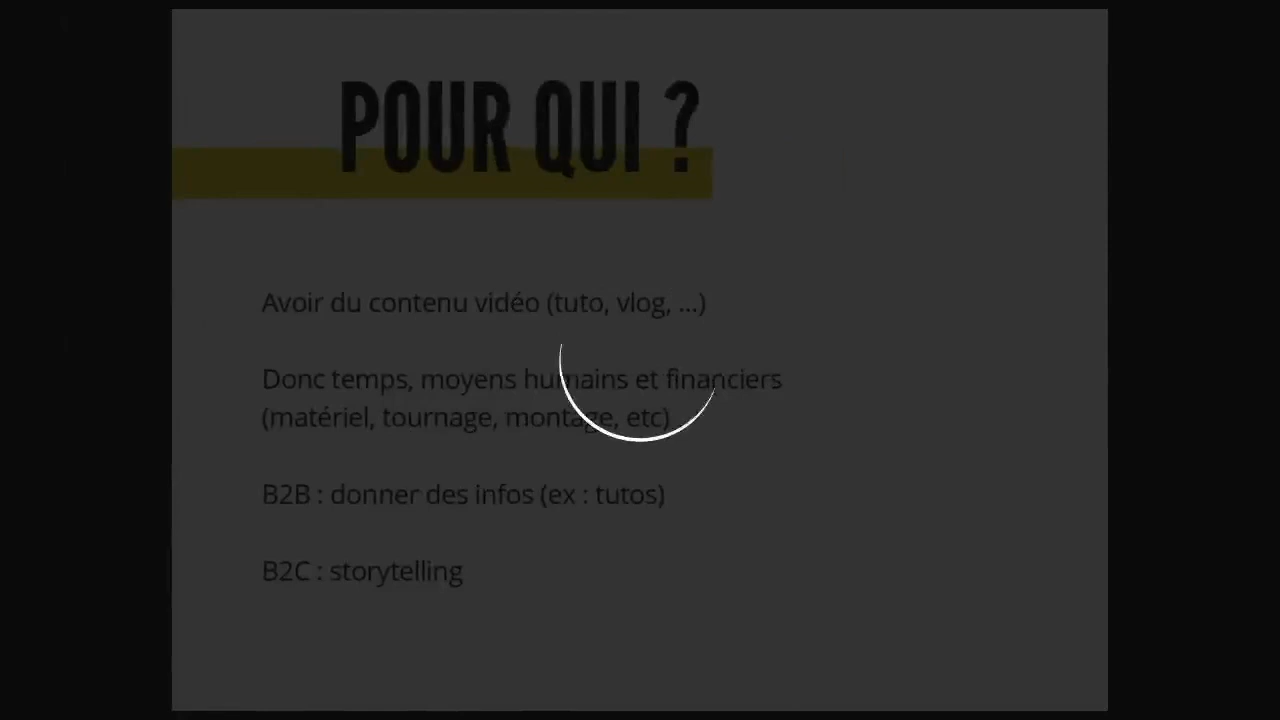 POUR QUI ?
Avoir du contenu vidéo (tuto, vlog, ...)
Donc temps, moyens humains et financiers
(matériel, tournage, montage, etc)
B2B : donner des infos (ex : tutos)
B2C : storytelling